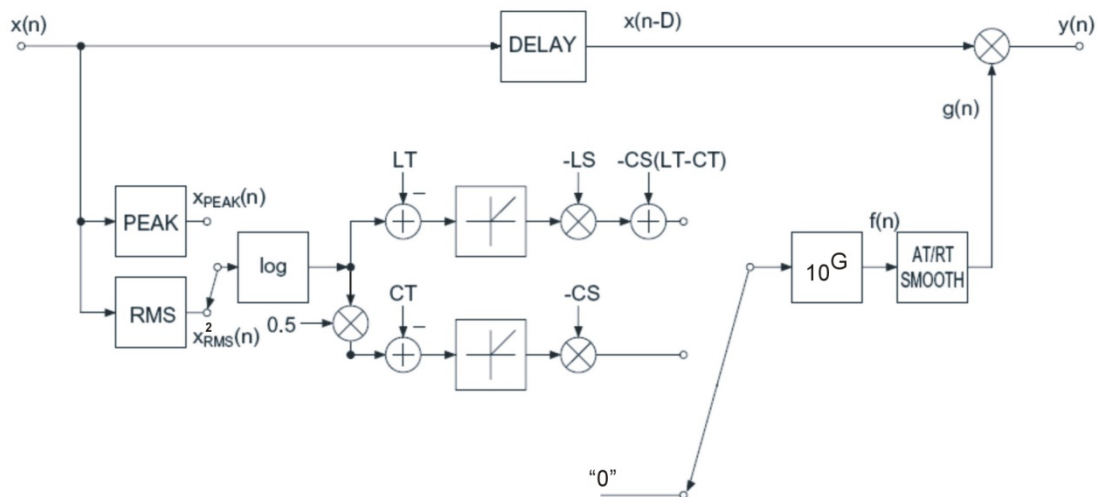 x(n)
DELAY
x(n-D)
y(n)
g(n)
LT
-LS
-CS(LT-CT)
−
PEAK
xPEAK(n)
f(n)
log
10^G
AT/RT
SMOOTH
RMS
x²RMS(n)
0.5
CT
-CS
−
“0”